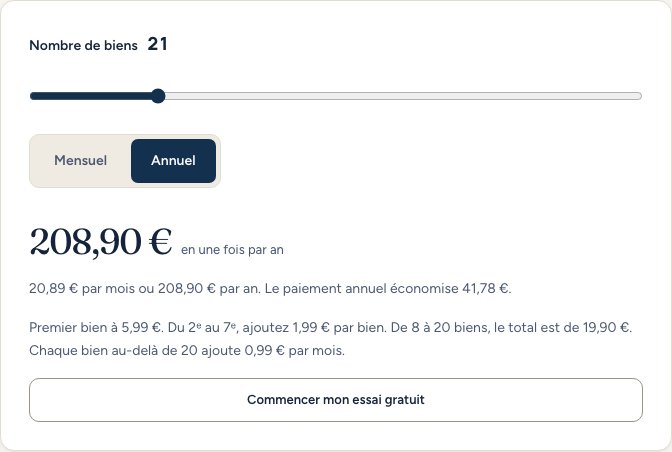 Nombre de biens 21
Mensuel Annuel
208,90 € en une fois par an
20,89 € par mois ou 208,90 € par an. Le paiement annuel économise 41,78 €.
Premier bien à 5,99 €. Du 2ᵉ au 7ᵉ, ajoutez 1,99 € par bien. De 8 à 20 biens, le total est de 19,90 €.
Chaque bien au-delà de 20 ajoute 0,99 € par mois.
Commencer mon essai gratuit